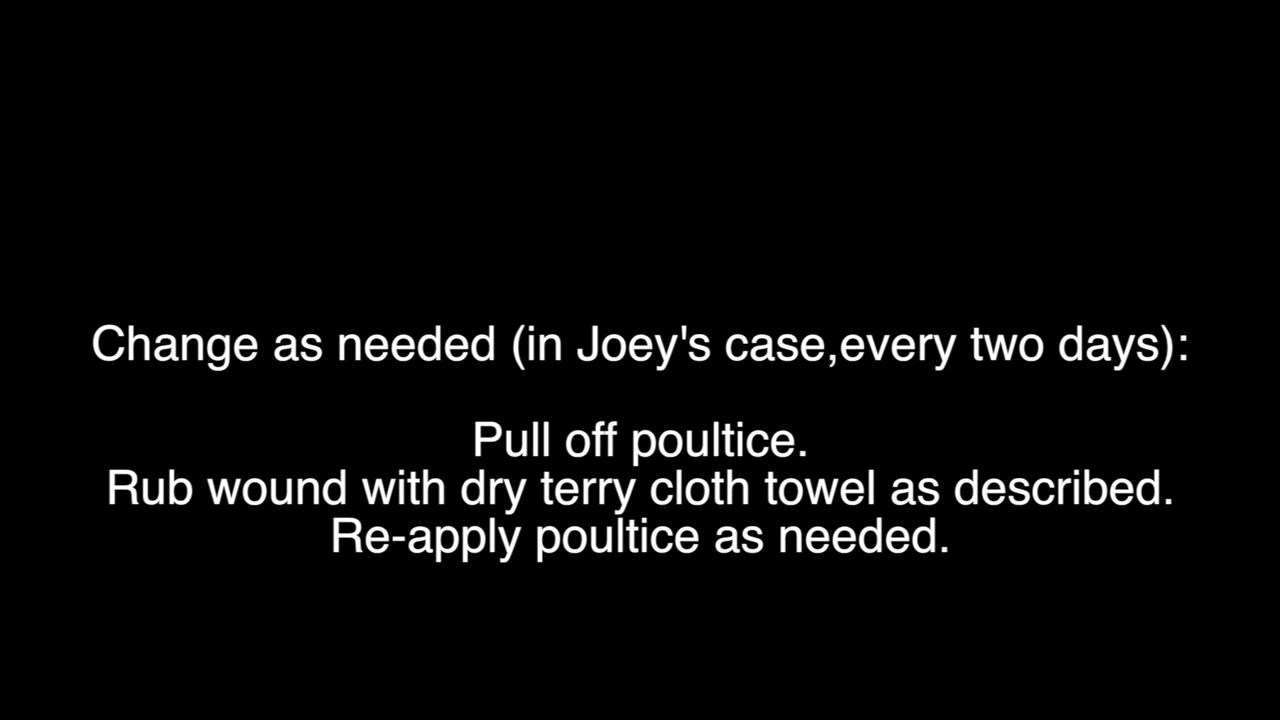 Change as needed (in Joey's case,every two days):
Pull off poultice.
Rub wound with dry terry cloth towel as described.
Re-apply poultice as needed.